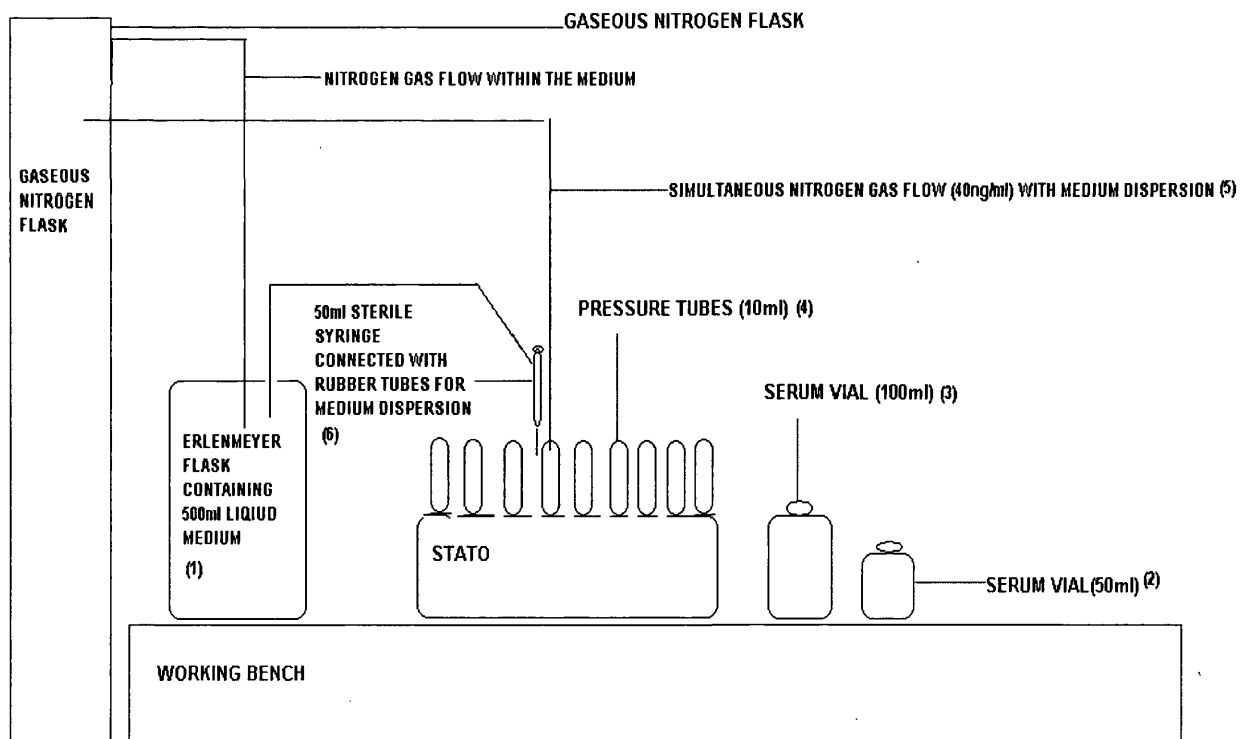 GASEOUS NITROGEN FLASK
NITROGEN GAS FLOW WITHIN THE MEDIUM
GASEOUS
NITROGEN
FLASK
SIMULTANEOUS NITROGEN GAS FLOW (40ng/ml) WITH MEDIUM DISPERSION (5)
50ml STERILE
SYRINGE
CONNECTED WITH
RUBBER TUBES FOR
MEDIUM DISPERSION
(6)
PRESSURE TUBES (10ml) (4)
SERUM VIAL (100ml) (3)
ERLENMEYER
FLASK
CONTAINING
500ml LIQIUD
MEDIUM
(1)
STATO
SERUM VIAL(50ml) (2)
WORKING BENCH